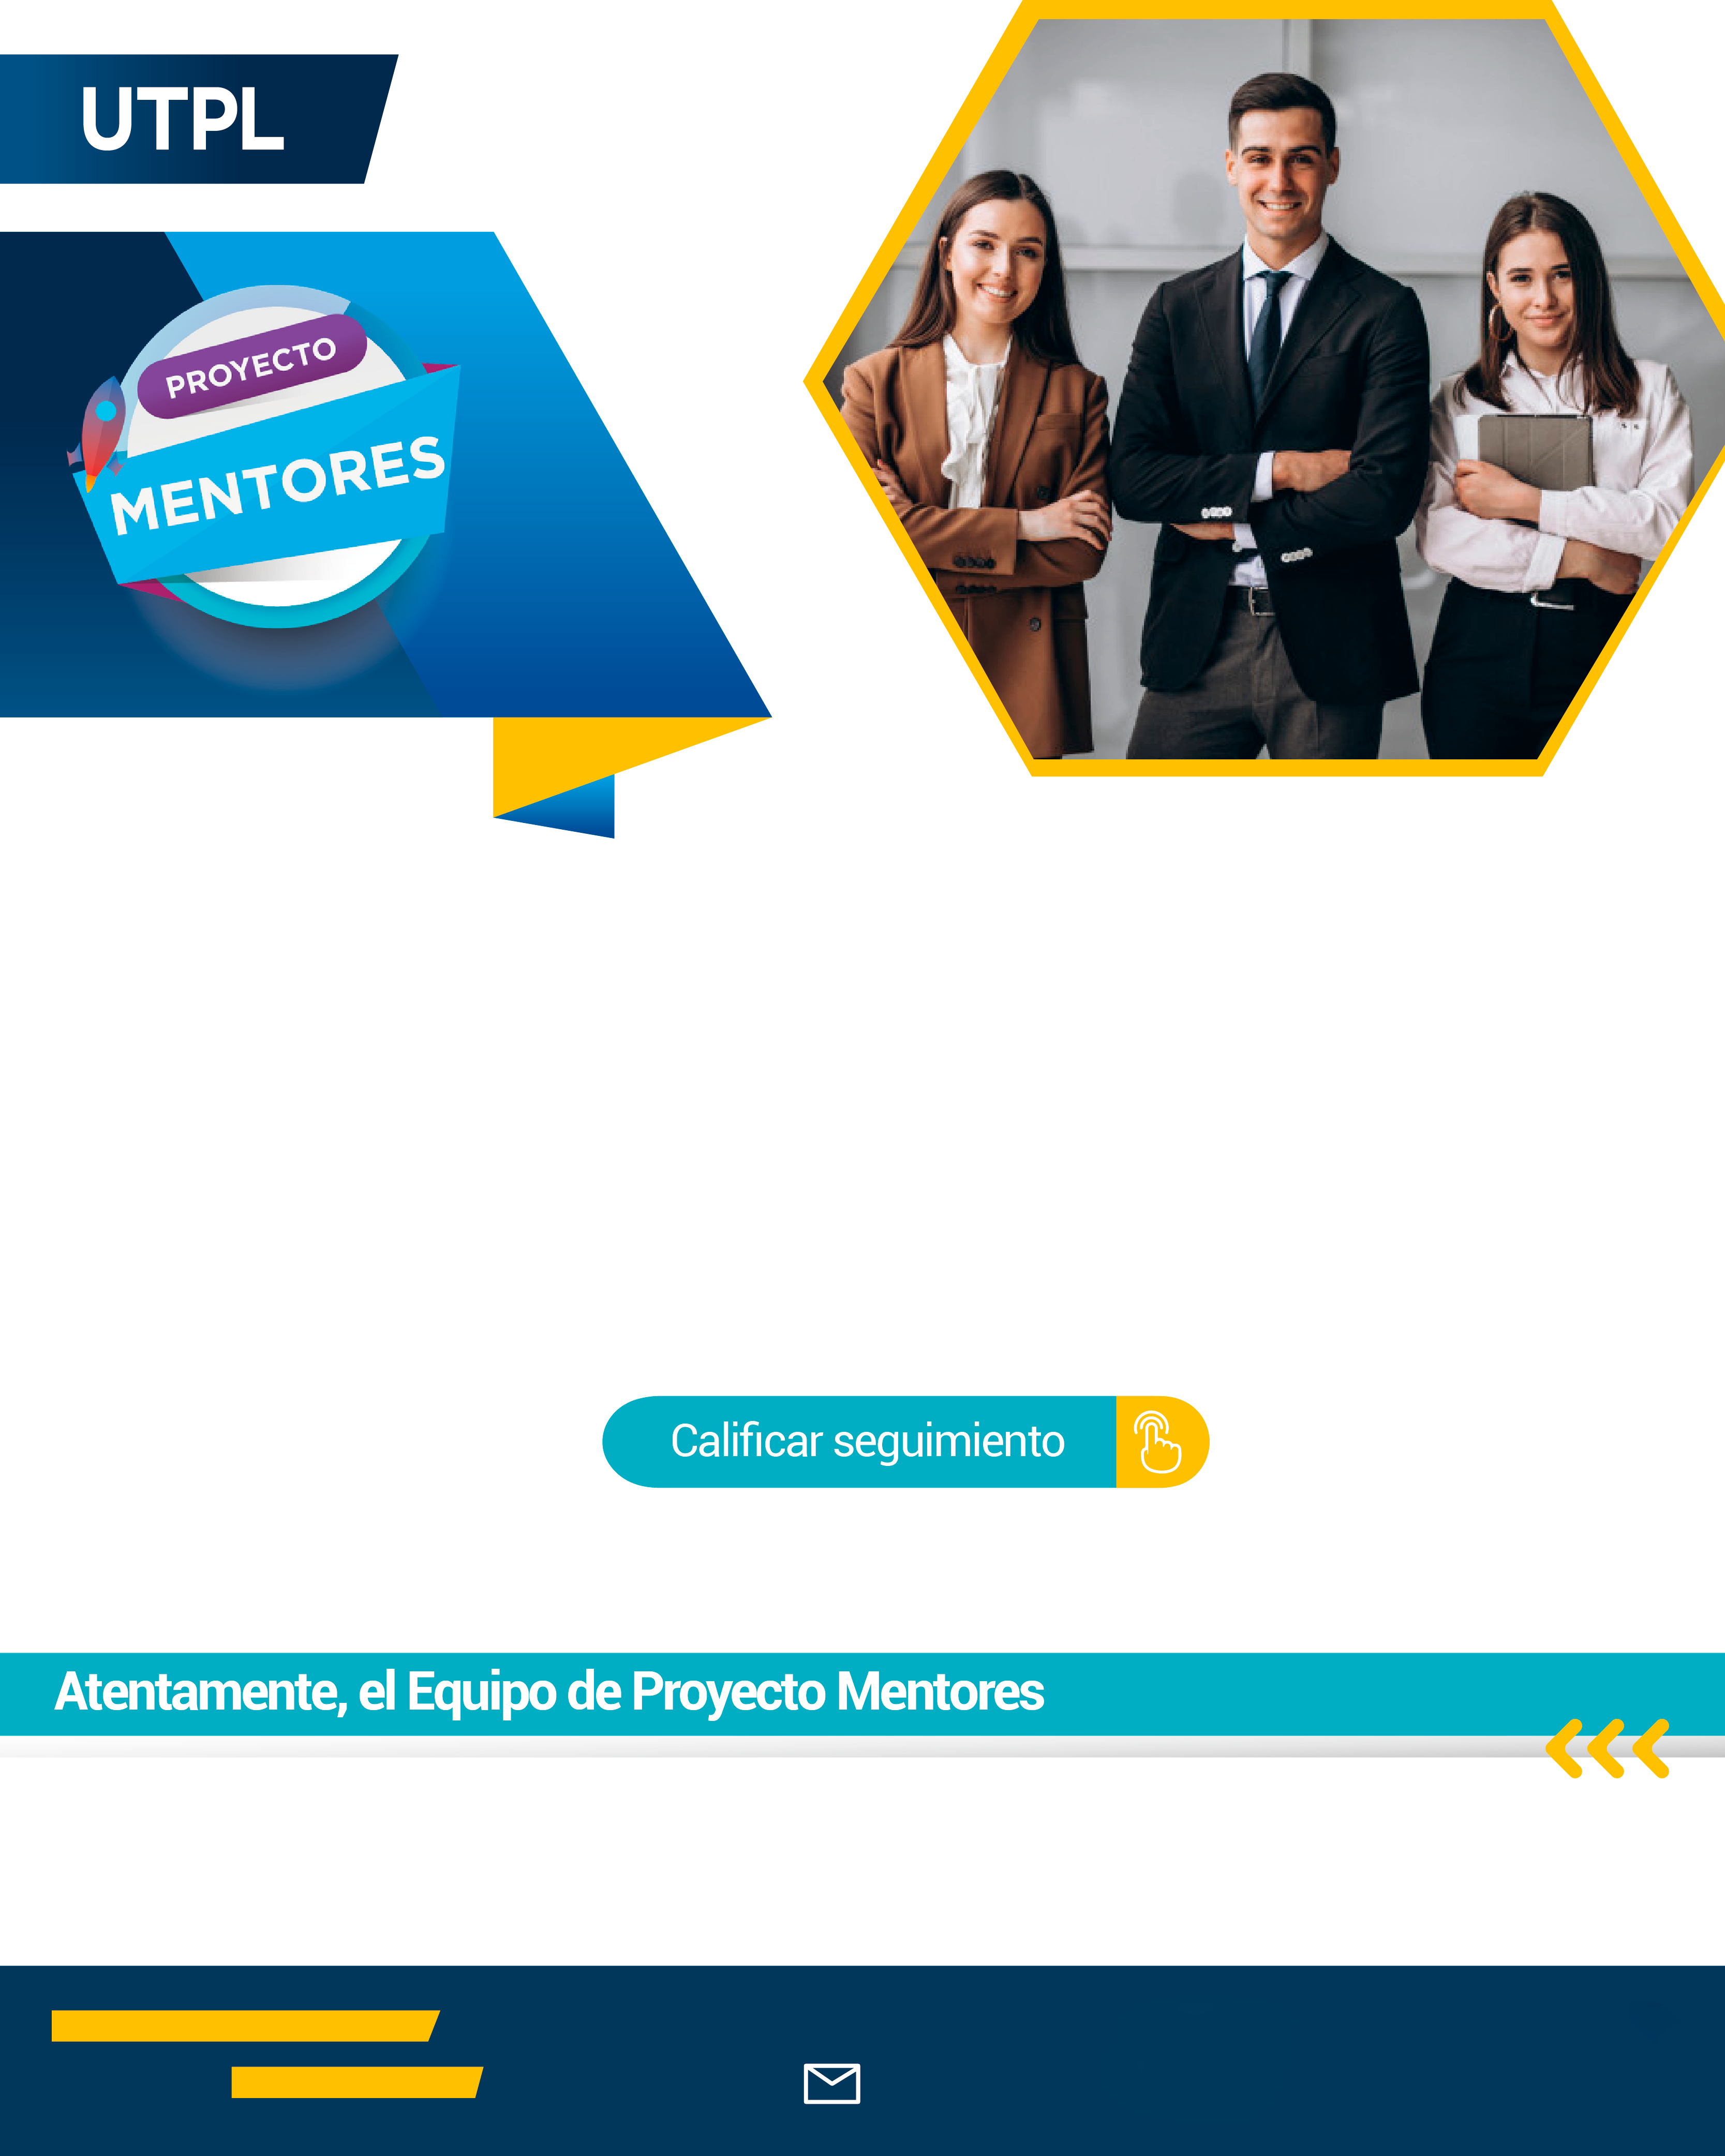 UTPL
PROYECTO
MENTORES
Calificar seguimiento
Atentamente, el Equipo de Proyecto Mentores